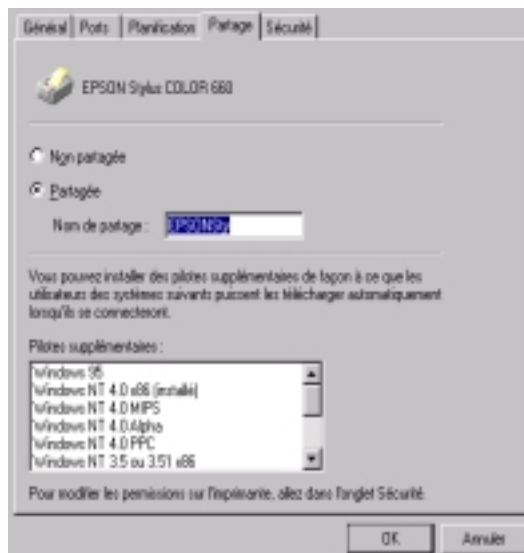 Général Ports Planification Partage Sécurité
EPSON Stylus COLOR 660
Non partagée
Partagée
Nom de partage : EPSONSty
Vous pouvez installer des pilotes supplémentaires de façon à ce que les
utilisateurs des systèmes suivants puissent les télécharger automatiquement
lorsqu'ils se connecteront.
Pilotes supplémentaires :
Windows 95
Windows NT 4.0 x86 (installé)
Windows NT 4.0 MIPS
Windows NT 4.0 Alpha
Windows NT 4.0 PPC
Windows NT 3.5 ou 3.51 x86
Pour modifier les permissions sur l'imprimante, allez dans l'onglet Sécurité.
OK Annuler